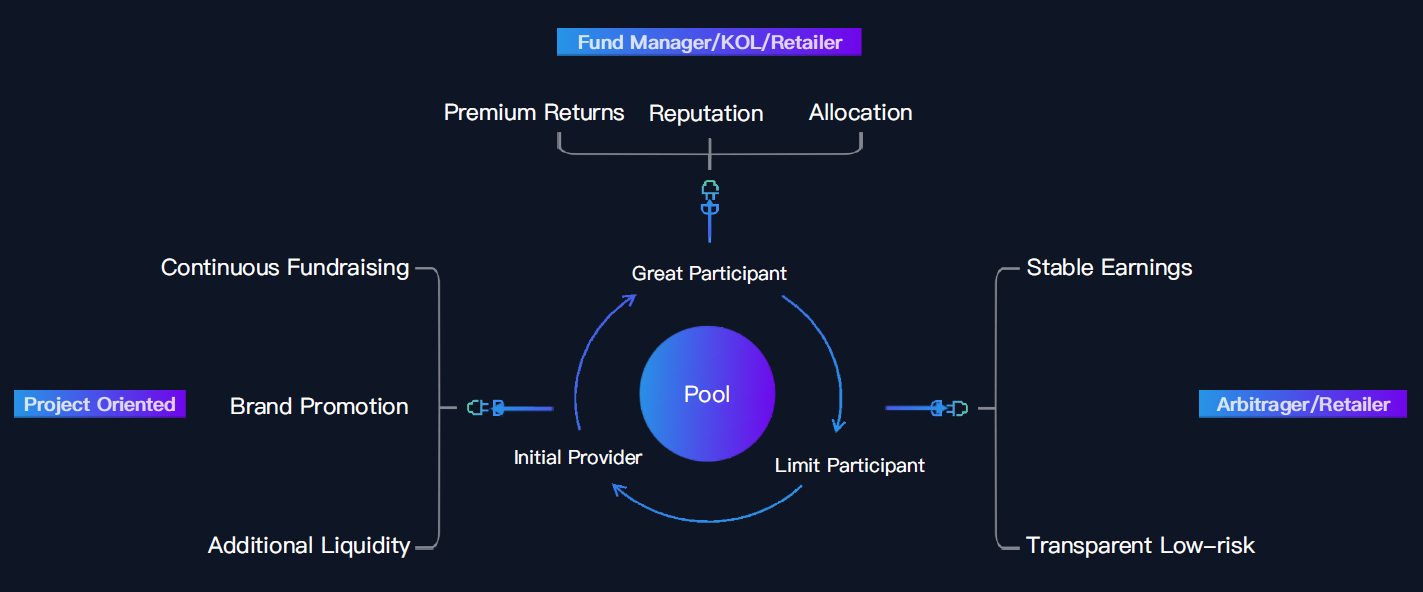 Fund Manager/KOL/Retailer
Premium Returns
Reputation
Allocation
Great Participant
Continuous Fundraising
Stable Earnings
Pool
Project Oriented
Brand Promotion
Arbitrager/Retailer
Initial Provider
Limit Participant
Additional Liquidity
Transparent Low-risk